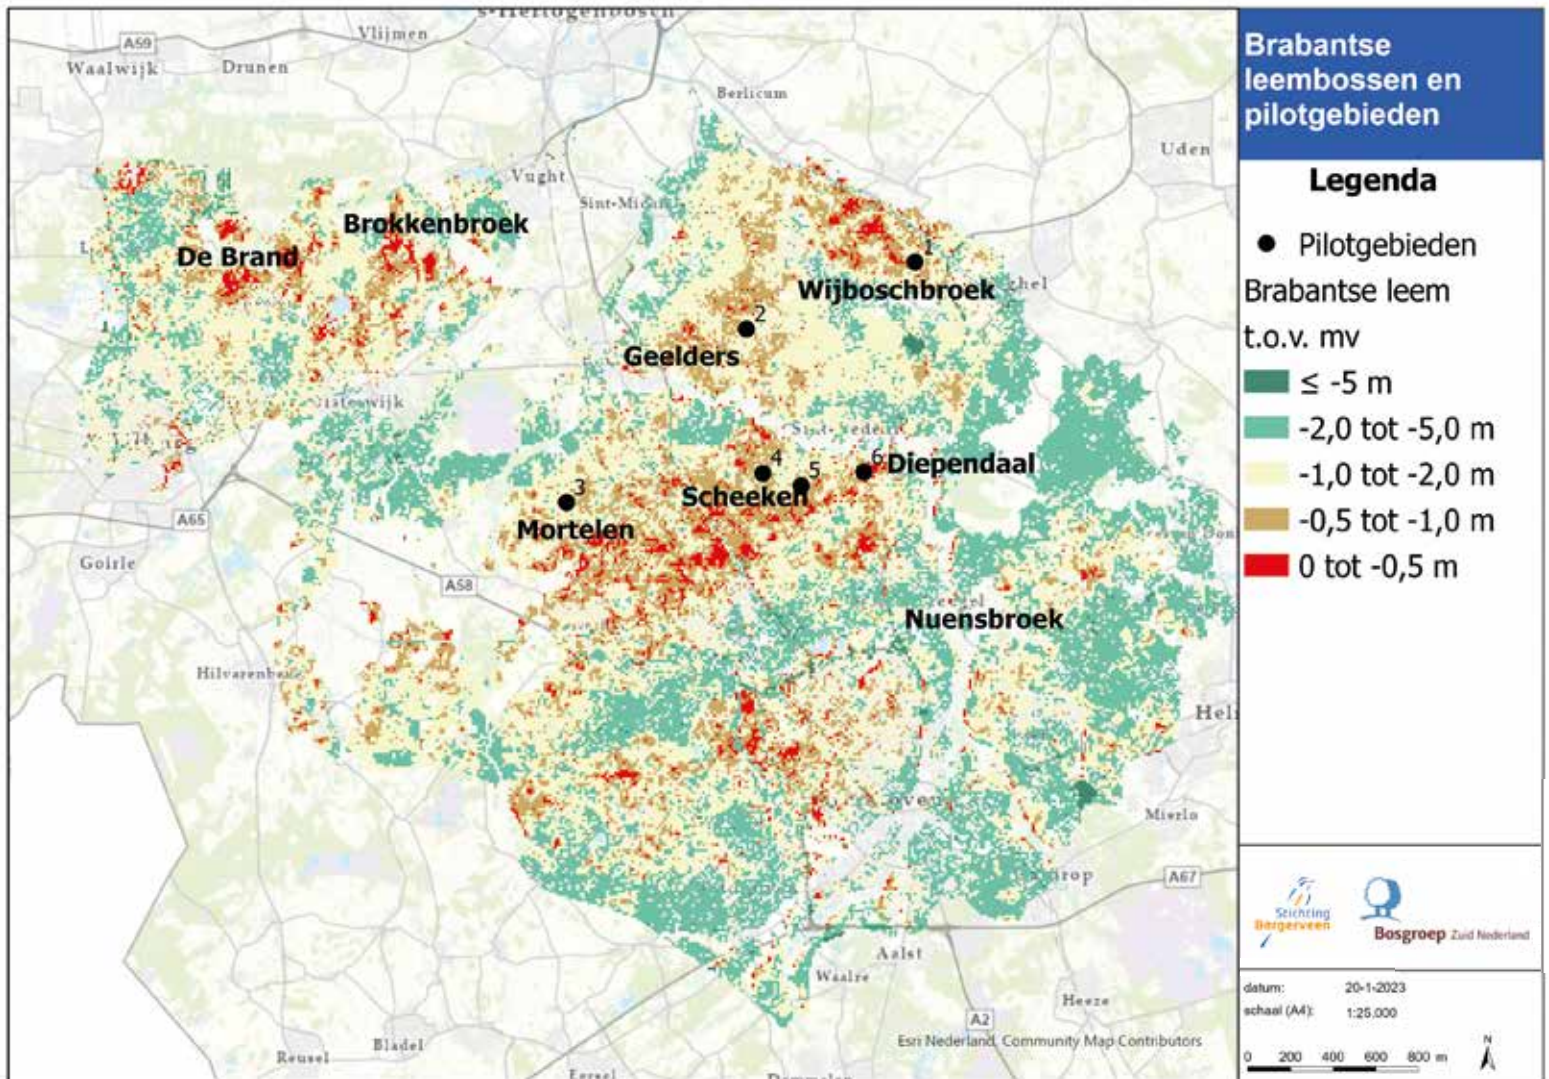 s-Hertogenbosch
A59
Vlijmen
Waalwijk
Drunen
Berlicum
Uden
Vught
Brokkenbroek
De Brand
1
Wijboschbroek
2
Geelders
4
5
6
Diependaal
Scheeken
3
Mortelen
A65
Goirle
A58
Nuensbroek
Mierlo
A67
Aalst
Waalre
Heeze
A2
Bladel
Reusel
Esri Nederland, Community Map Contributors
Brabantse
leembossen en
pilotgebieden
Legenda
Pilotgebieden
Brabantse leem
t.o.v. mv
≤ -5 m
-2,0 tot -5,0 m
-1,0 tot -2,0 m
-0,5 tot -1,0 m
0 tot -0,5 m
Stichting
Bargerveen
Bosgroep Zuid Nederland
datum: 20-1-2023
schaal (A4): 1:25.000
N
0 200 400 600 800 m